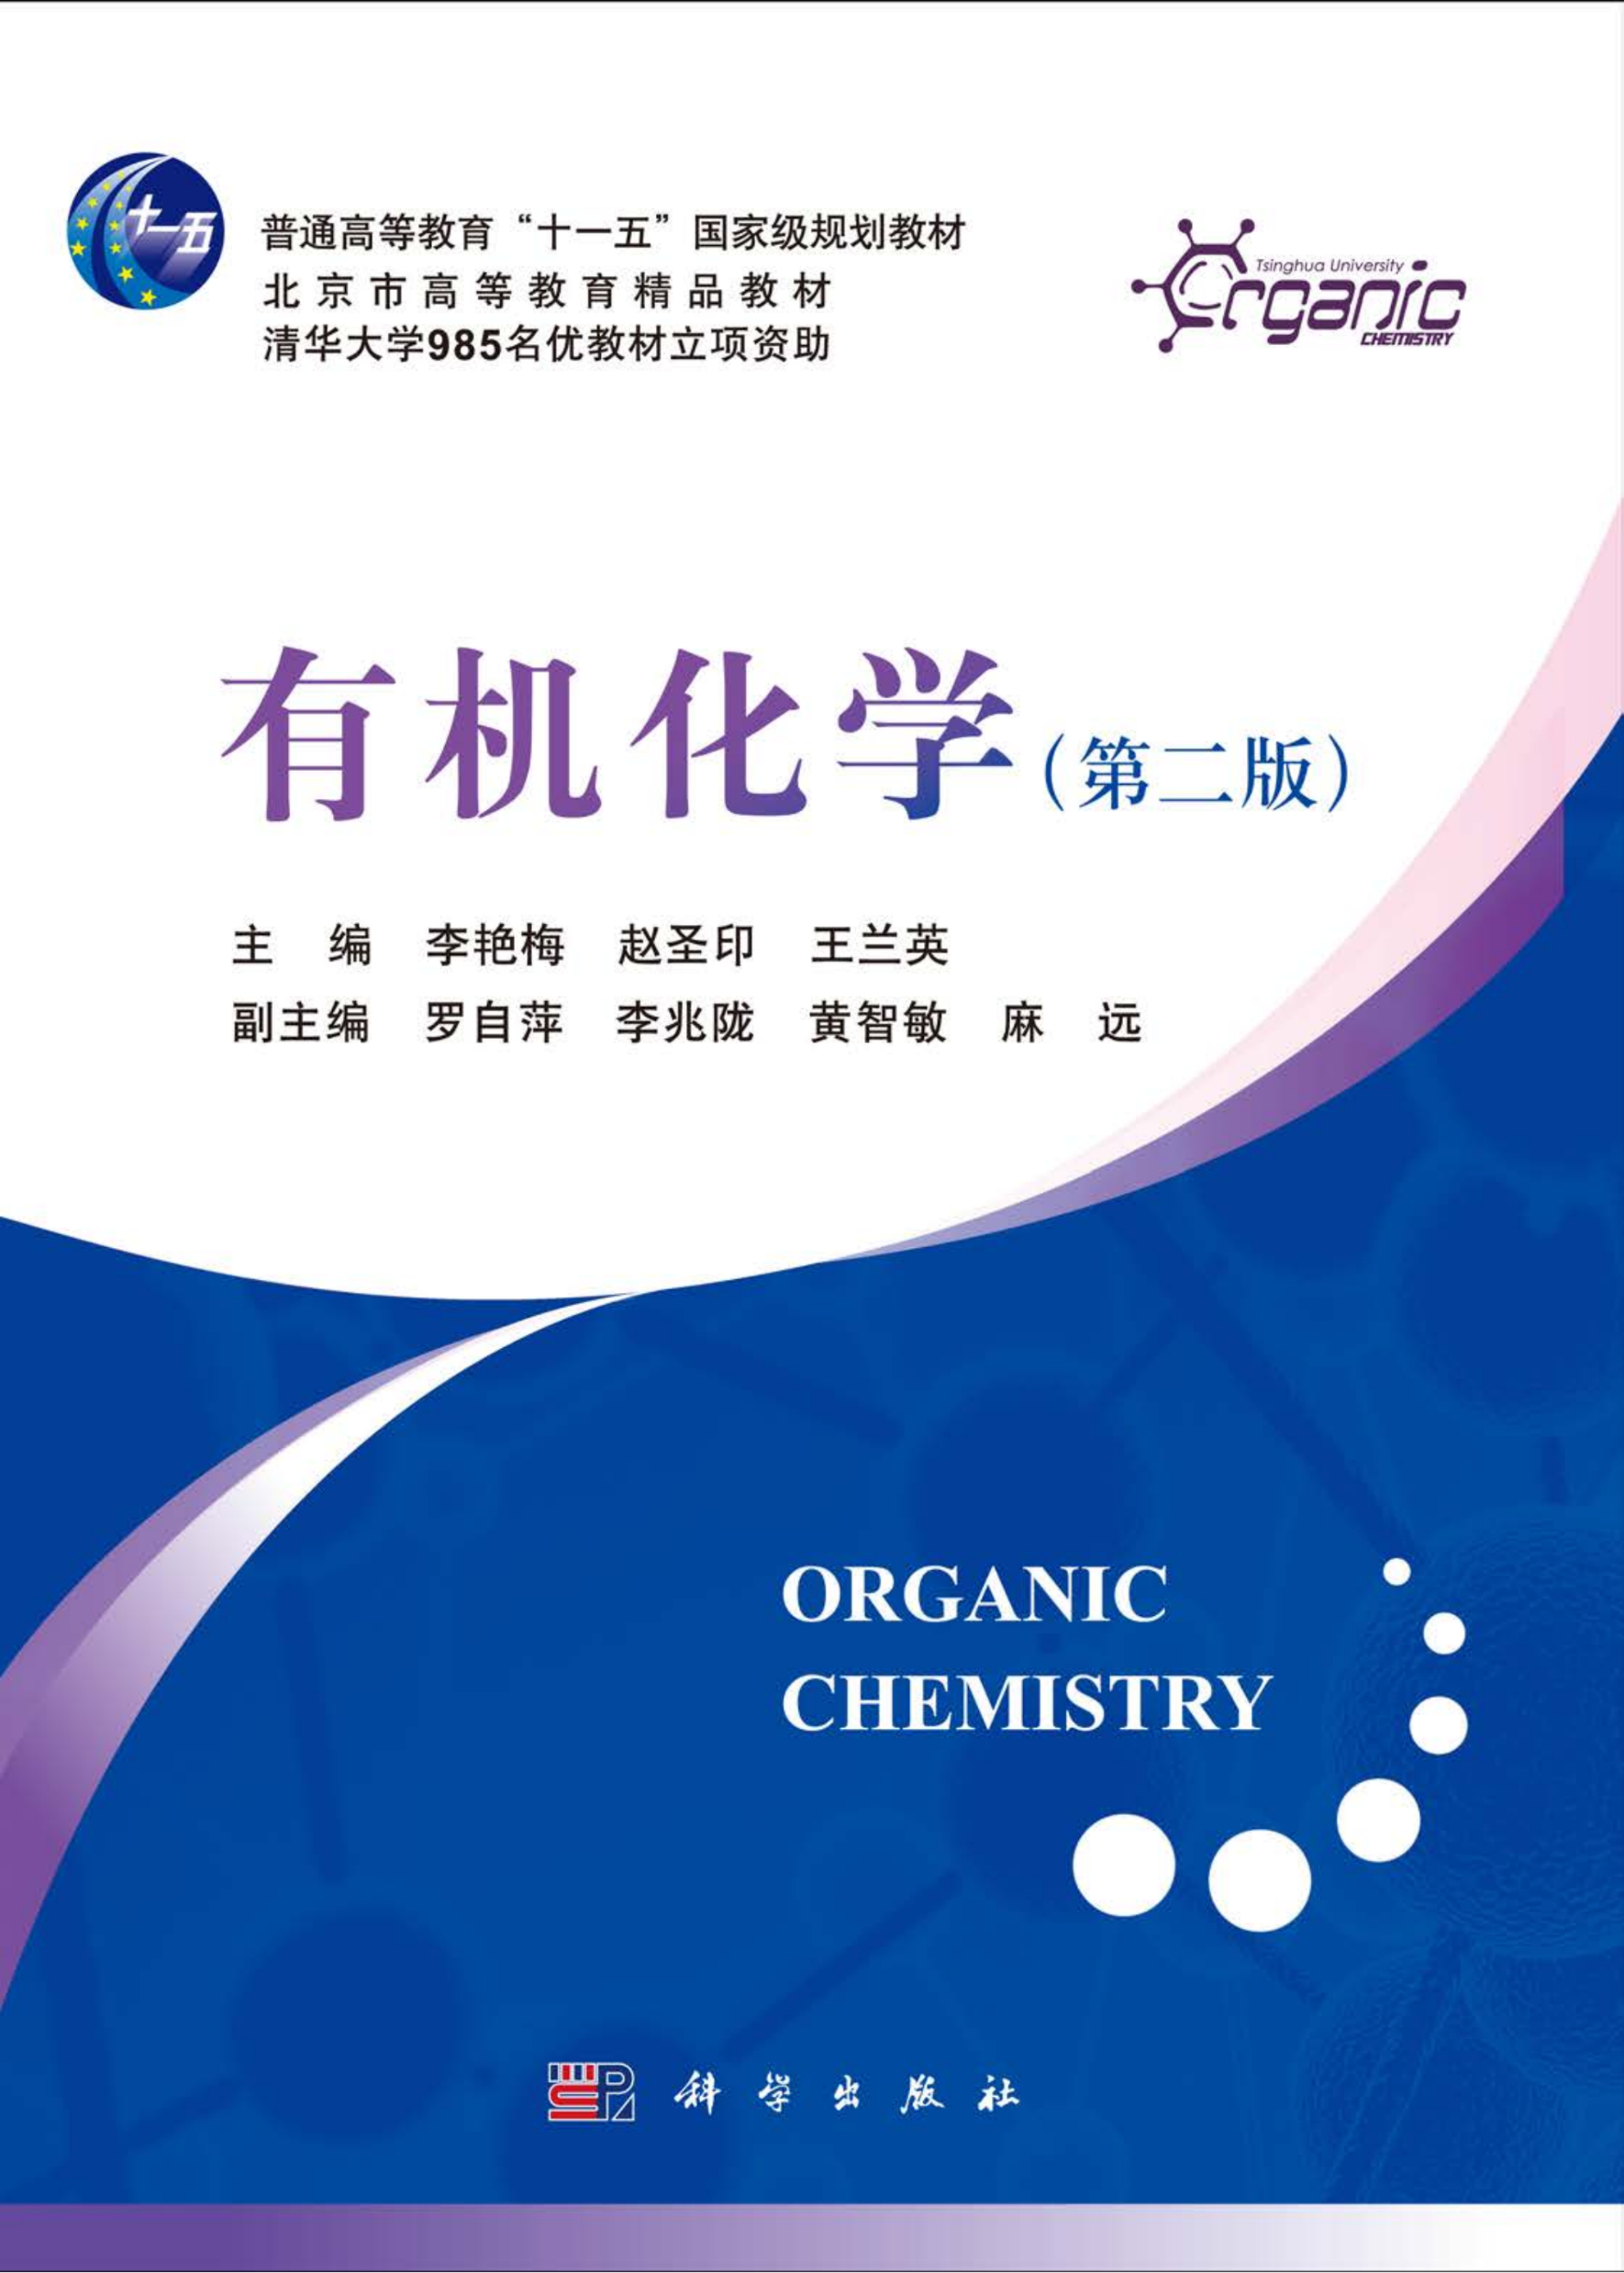 十一五
普通高等教育“十一五”国家级规划教材
北京市高等教育精品教材
清华大学985名优教材立项资助
Tsinghua University
Organic
CHEMISTRY
有机化学(第二版)
主 编 李艳梅 赵圣印 王兰英
副主编 罗自萍 李兆陇 黄智敏 麻 远
ORGANIC
CHEMISTRY
科学出版社